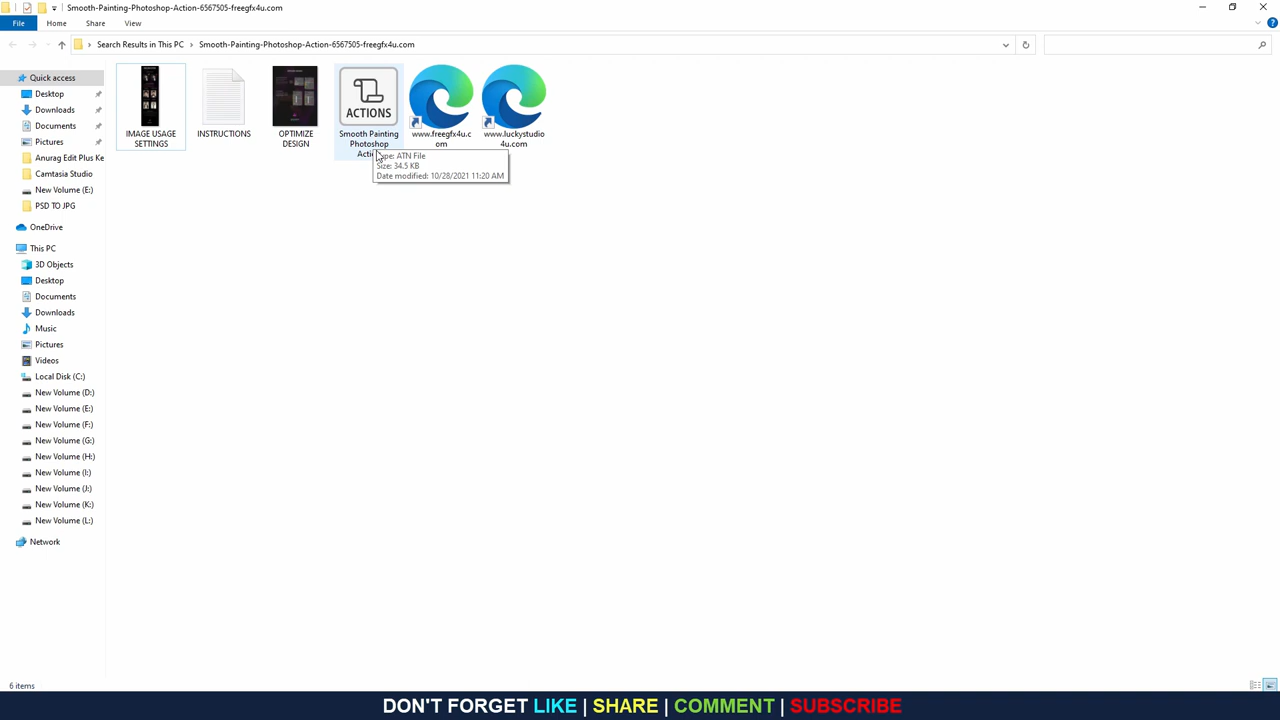 Smooth-Painting-Photoshop-Action-6567505-freegfx4u.com
File Home Share View
Search Results in This PC > Smooth-Painting-Photoshop-Action-6567505-freegfx4u.com
Quick access
Desktop
Downloads
Documents
Pictures
Anurag Edit Plus Ke
Camtasia Studio
New Volume (E:)
PSD TO JPG
OneDrive
This PC
3D Objects
Desktop
Documents
Downloads
Music
Pictures
Videos
Local Disk (C:)
New Volume (D:)
New Volume (E:)
New Volume (F:)
New Volume (G:)
New Volume (H:)
New Volume (I:)
New Volume (J:)
New Volume (K:)
New Volume (L:)
Network
IMAGE USAGE
SETTINGS
INSTRUCTIONS
OPTIMIZE
DESIGN
ACTIONS
Smooth Painting
Photoshop
www.freegfx4u.c
om
www.luckystudio
4u.com
File
Size: 34.5 KB
Date modified: 10/28/2021 11:20 AM
6 items
DON'T FORGET LIKE | SHARE | COMMENT | SUBSCRIBE